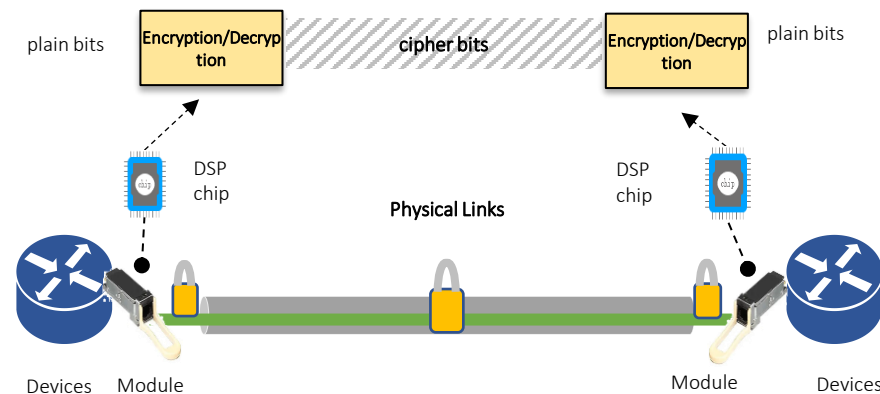 plain bits
Encryption/Decryp
tion
cipher bits
Encryption/Decryp
tion
plain bits
DSP
chip
chip
DSP
chip
chip
Physical Links
Devices
Module
Module
Devices